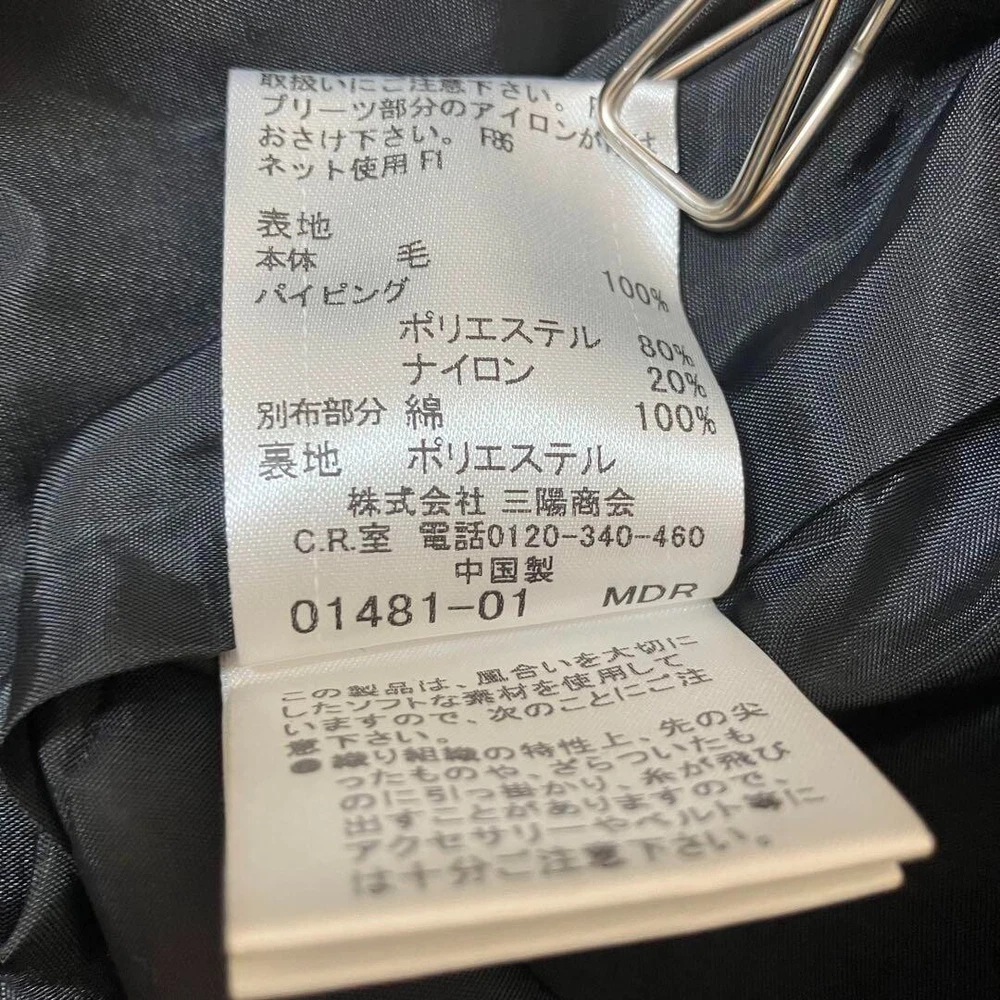 取扱いにご注意下さい。
プリーツ部分のアイロンがけは
おさけ下さい。 F86
ネット使用 F1
表地
本体 毛 100%
パイピング
ポリエステル 80%
ナイロン 20%
別布部分 綿 100%
裏地 ポリエステル
株式会社 三陽商会
C.R.室 電話0120-340-460
中国製
01481-01 MDR
この製品は、風合いを大切に
したソフトな素材を使用して
いますので、次のことにご注
意下さい。
●綾り組織の特性上、先の尖
ったものや、ざらついたも
のに引っ掛かり、糸が飛び
出すことがありますので、
アクセサリーやベルト等に
は十分ご注意下さい。